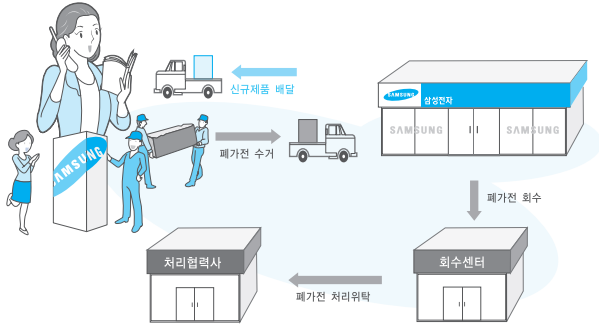 신규제품 배달
SAMSUNG
삼성전자
SAMSUNG
SAMSUNG
SAMSUNG
폐가전 수거
폐가전 회수
처리협력사
회수센터
폐가전 처리위탁